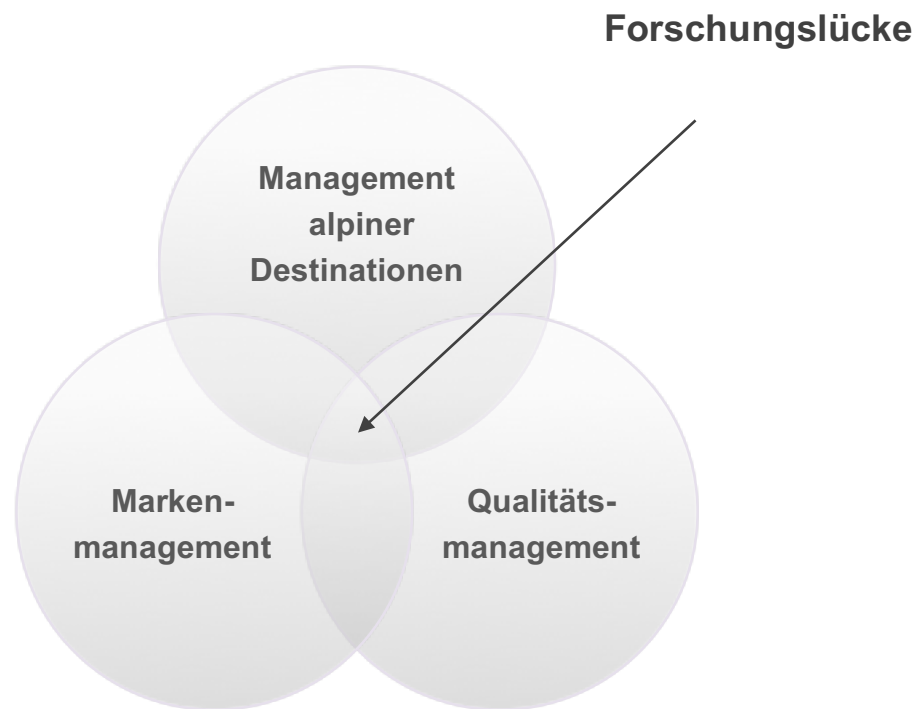 Forschungslücke
Management
alpiner
Destinationen
Marken-
management
Qualitäts-
management